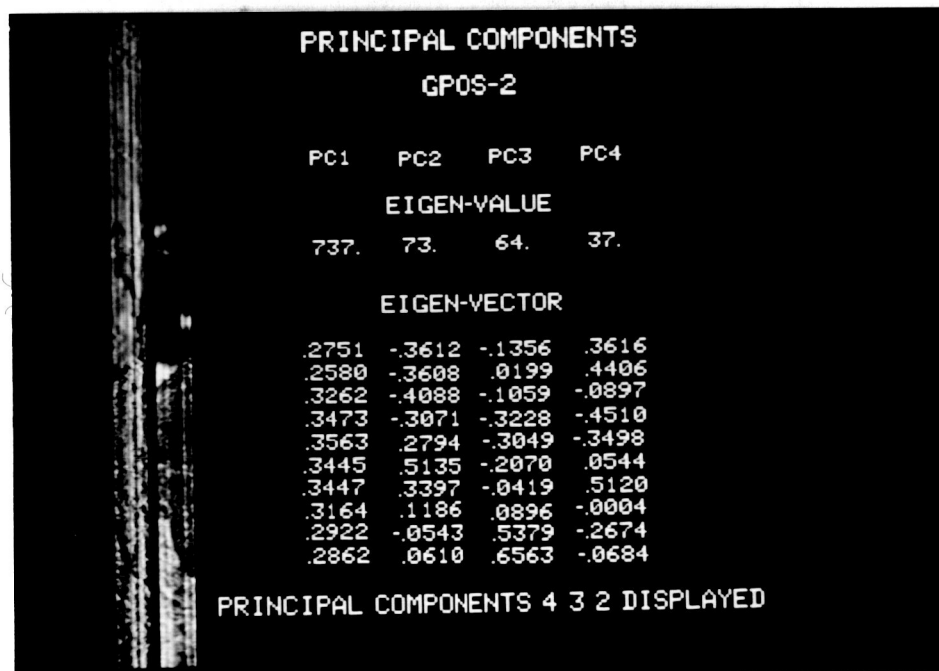 PRINCIPAL COMPONENTS
GPOS-2
PC1 PC2 PC3 PC4
EIGEN-VALUE
737. 73. 64. 37.
EIGEN-VECTOR
.2751 -.3612 -.1356 .3616
.2580 -.3608 .0199 .4406
.3262 -.4088 -.1059 -.0897
.3473 -.3071 -.3228 -.4510
.3563 .2794 -.3049 -.3498
.3445 .5135 -.2070 .0544
.3447 .3397 -.0419 .5120
.3164 .1186 .0896 -.0004
.2922 -.0543 .5379 -.2674
.2862 .0610 .6563 -.0684
PRINCIPAL COMPONENTS 4 3 2 DISPLAYED